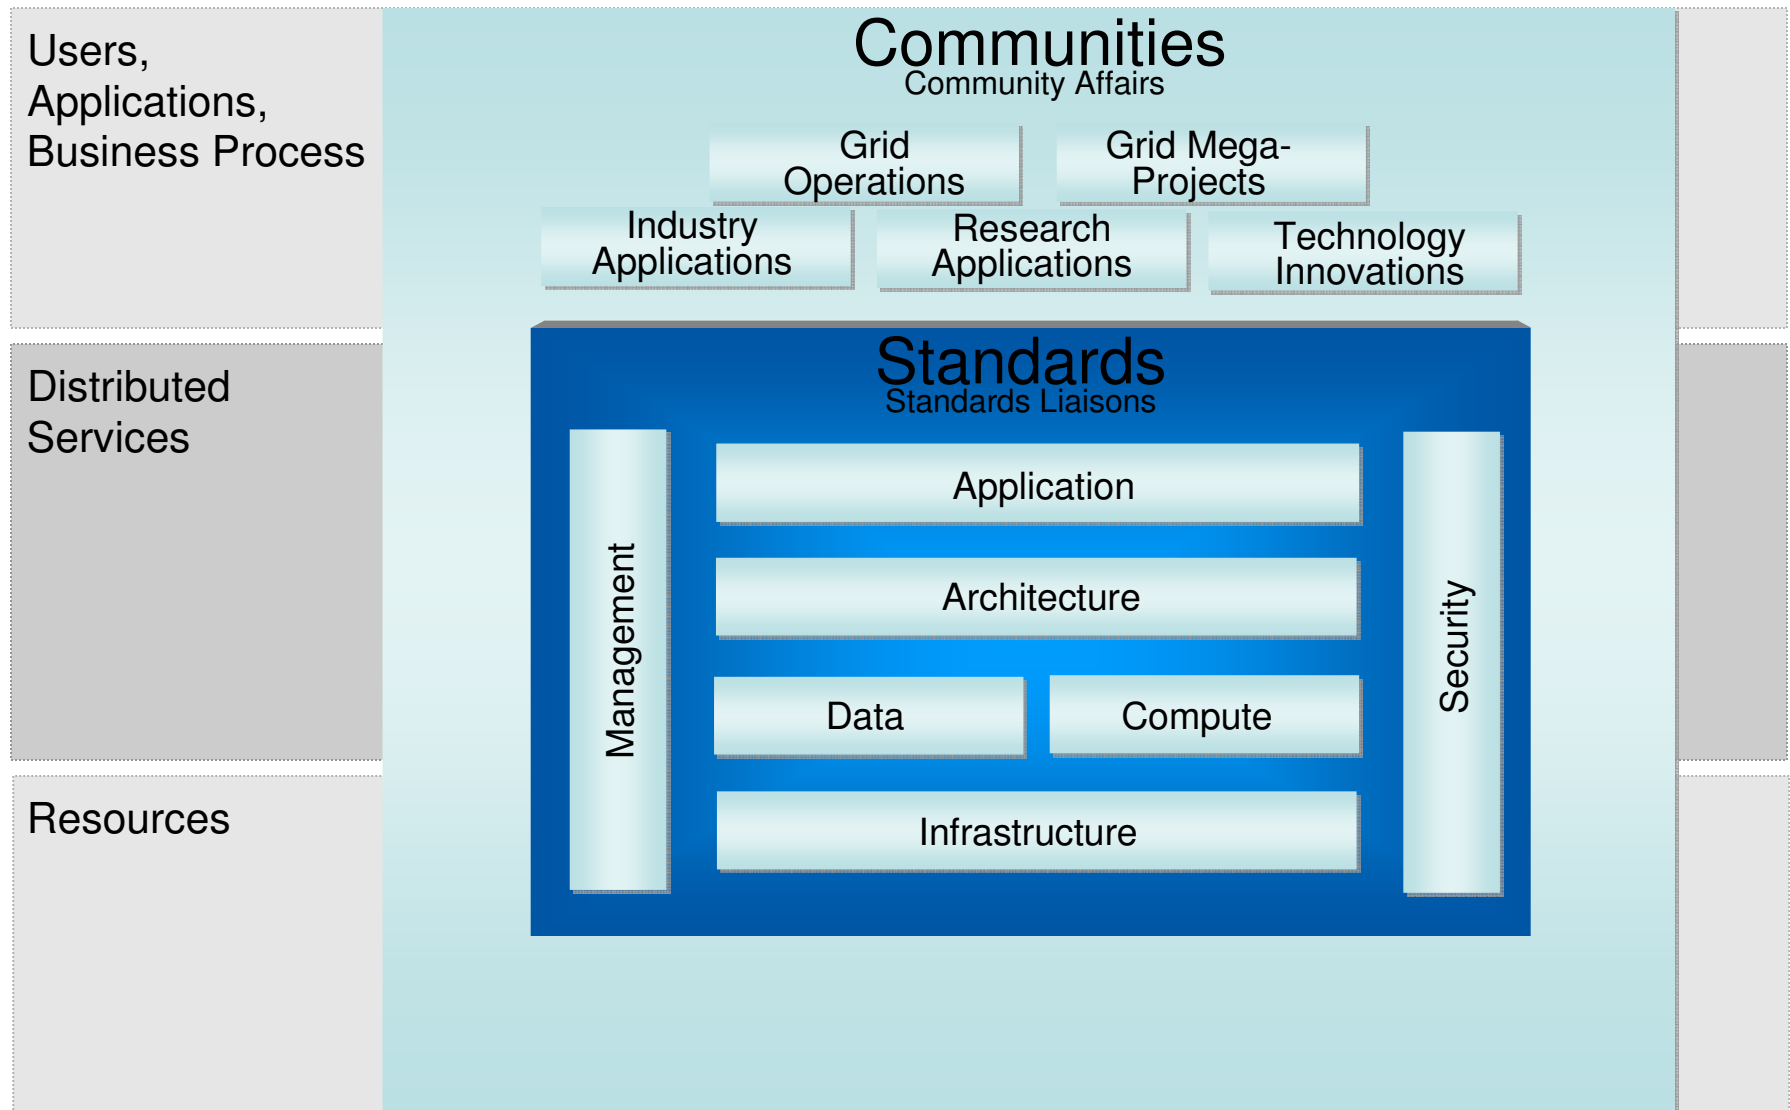 Users,
Applications,
Business Process
Communities
Community Affairs
Grid
Operations
Grid Mega-
Projects
Industry
Applications
Research
Applications
Technology
Innovations
Distributed
Services
Standards
Standards Liaisons
Management
Application
Architecture
Data
Compute
Infrastructure
Security
Resources